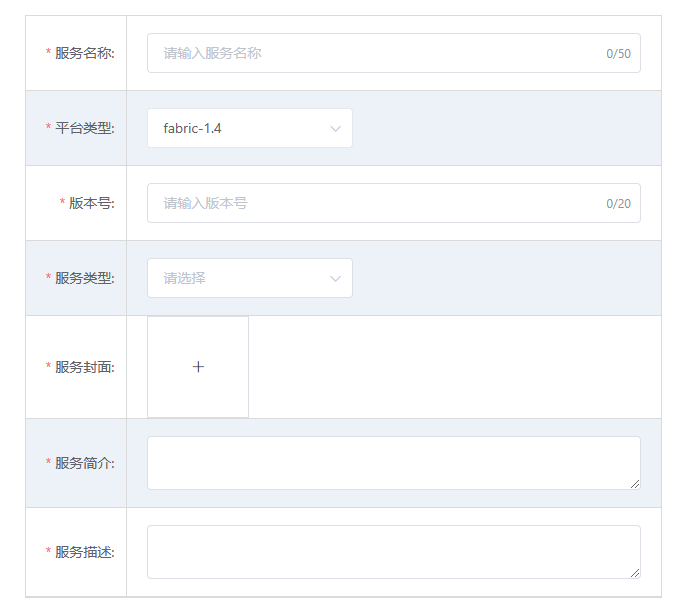 * 服务名称: 请输入服务名称 0/50
* 平台类型: fabric-1.4
* 版本号: 请输入版本号 0/20
* 服务类型: 请选择
* 服务封面: +
* 服务简介:
* 服务描述: